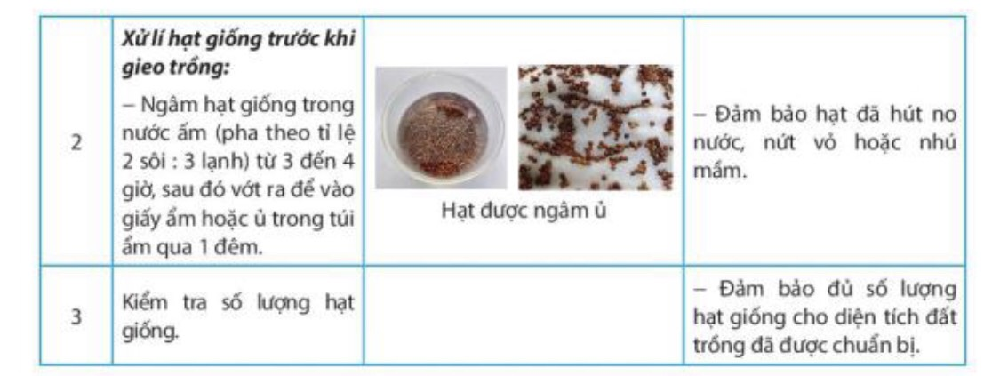 2
Xử lí hạt giống trước khi
gieo trồng:
– Ngâm hạt giống trong
nước ấm (pha theo tỉ lệ
2 sôi : 3 lạnh) từ 3 đến 4
giờ, sau đó vớt ra để vào
giấy ẩm hoặc ủ trong túi
ẩm qua 1 đêm.
Hạt được ngâm ủ
– Đảm bảo hạt đã hút no
nước, nứt vỏ hoặc nhú
mầm.
3
Kiểm tra số lượng hạt
giống.
– Đảm bảo đủ số lượng
hạt giống cho diện tích đất
trồng đã được chuẩn bị.